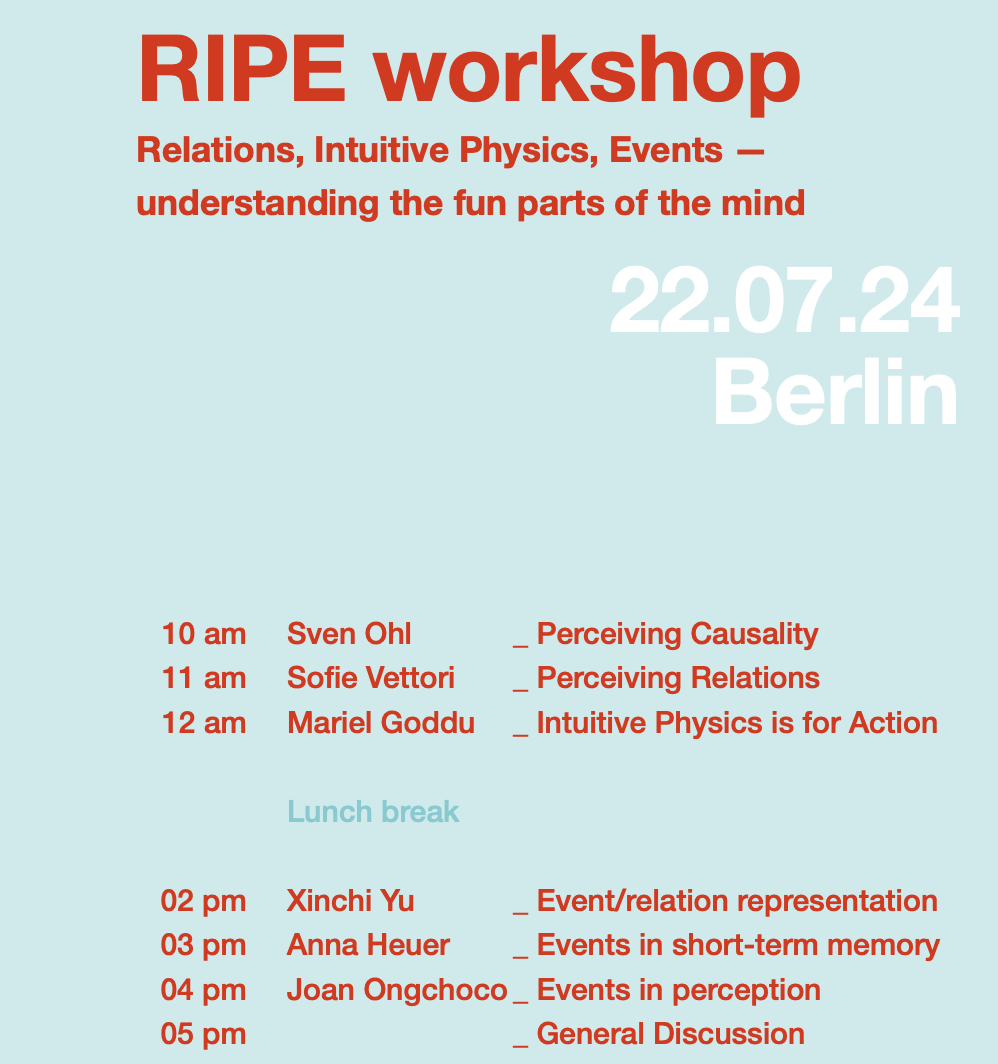 RIPE workshop
Relations, Intuitive Physics, Events —
understanding the fun parts of the mind
22.07.24
Berlin
10 am Sven Ohl _ Perceiving Causality
11 am Sofie Vettori _ Perceiving Relations
12 am Mariel Goddu _ Intuitive Physics is for Action
Lunch break
02 pm Xinchi Yu _ Event/relation representation
03 pm Anna Heuer _ Events in short-term memory
04 pm Joan Ongchoco _ Events in perception
05 pm _ General Discussion